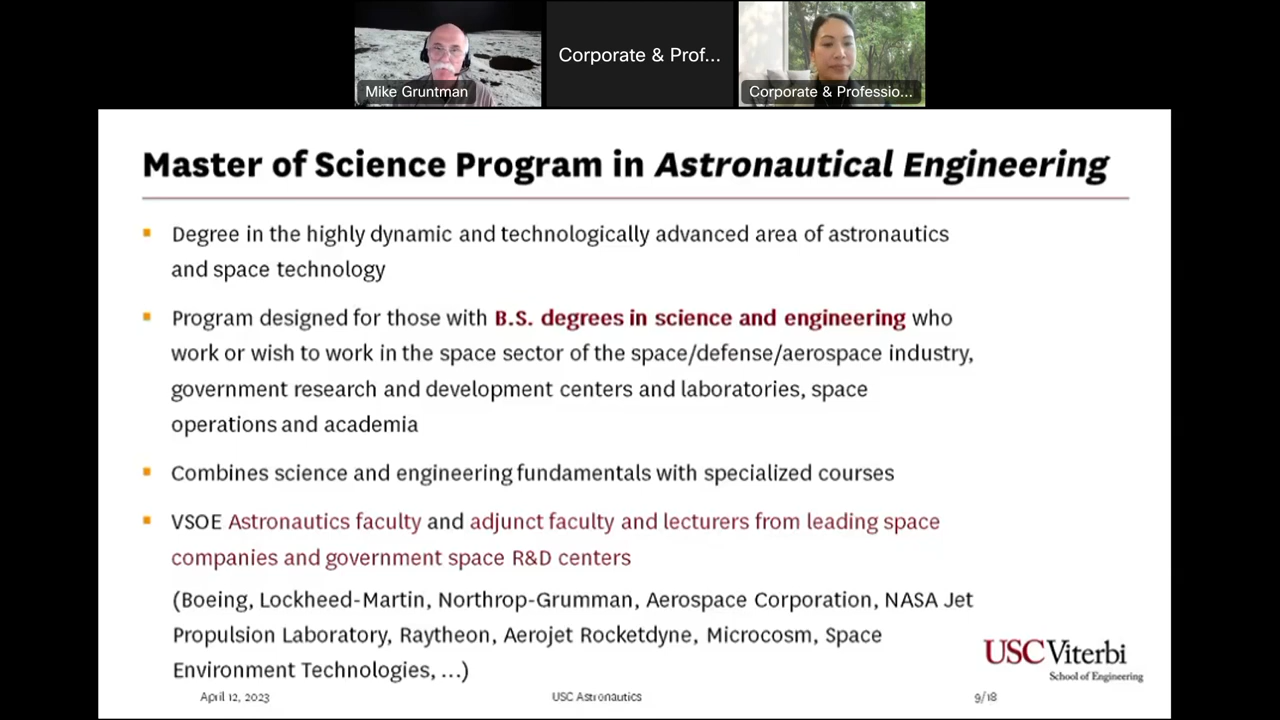 Mike Gruntman
Corporate & Prof...
Corporate & Professio...
Master of Science Program in Astronautical Engineering
Degree in the highly dynamic and technologically advanced area of astronautics
and space technology
Program designed for those with B.S. degrees in science and engineering who
work or wish to work in the space sector of the space/defense/aerospace industry,
government research and development centers and laboratories, space
operations and academia
Combines science and engineering fundamentals with specialized courses
VSOE Astronautics faculty and adjunct faculty and lecturers from leading space
companies and government space R&D centers
(Boeing, Lockheed-Martin, Northrop-Grumman, Aerospace Corporation, NASA Jet
Propulsion Laboratory, Raytheon, Aerojet Rocketdyne, Microcosm, Space
Environment Technologies, ...)
USC Viterbi
School of Engineering
April 12, 2023
USC Astronautics
9/18